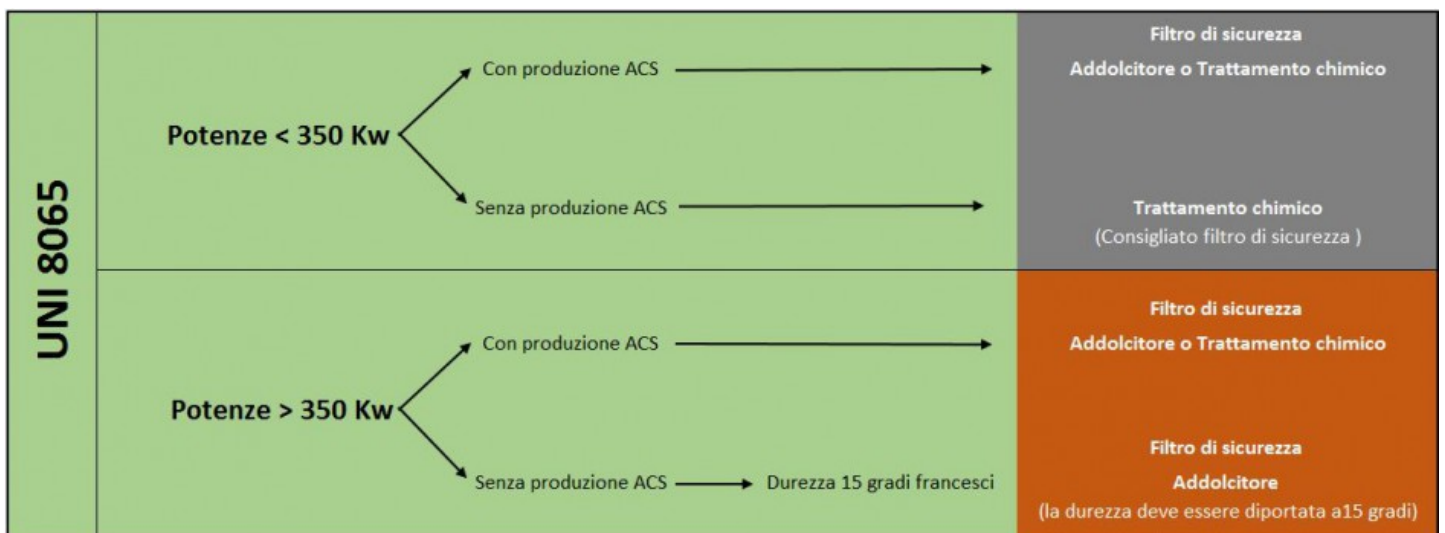 UNI 8065
Potenze < 350 Kw
Con produzione ACS
Filtro di sicurezza
Addolcitore o Trattamento chimico
Senza produzione ACS
Trattamento chimico
(Consigliato filtro di sicurezza )
Potenze > 350 Kw
Con produzione ACS
Filtro di sicurezza
Addolcitore o Trattamento chimico
Senza produzione ACS
Durezza 15 gradi francesci
Filtro di sicurezza
Addolcitore
(la durezza deve essere diportata a15 gradi)